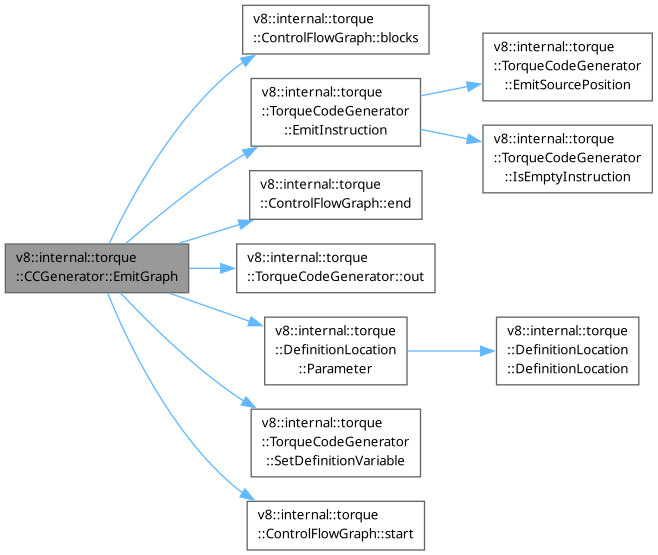 v8::internal::torque
::CCGenerator::EmitGraph
v8::internal::torque
::ControlFlowGraph::blocks
v8::internal::torque
::TorqueCodeGenerator
::EmitInstruction
v8::internal::torque
::TorqueCodeGenerator
::EmitSourcePosition
v8::internal::torque
::TorqueCodeGenerator
::IsEmptyInstruction
v8::internal::torque
::ControlFlowGraph::end
v8::internal::torque
::TorqueCodeGenerator::out
v8::internal::torque
::DefinitionLocation
::Parameter
v8::internal::torque
::DefinitionLocation
::DefinitionLocation
v8::internal::torque
::TorqueCodeGenerator
::SetDefinitionVariable
v8::internal::torque
::ControlFlowGraph::start